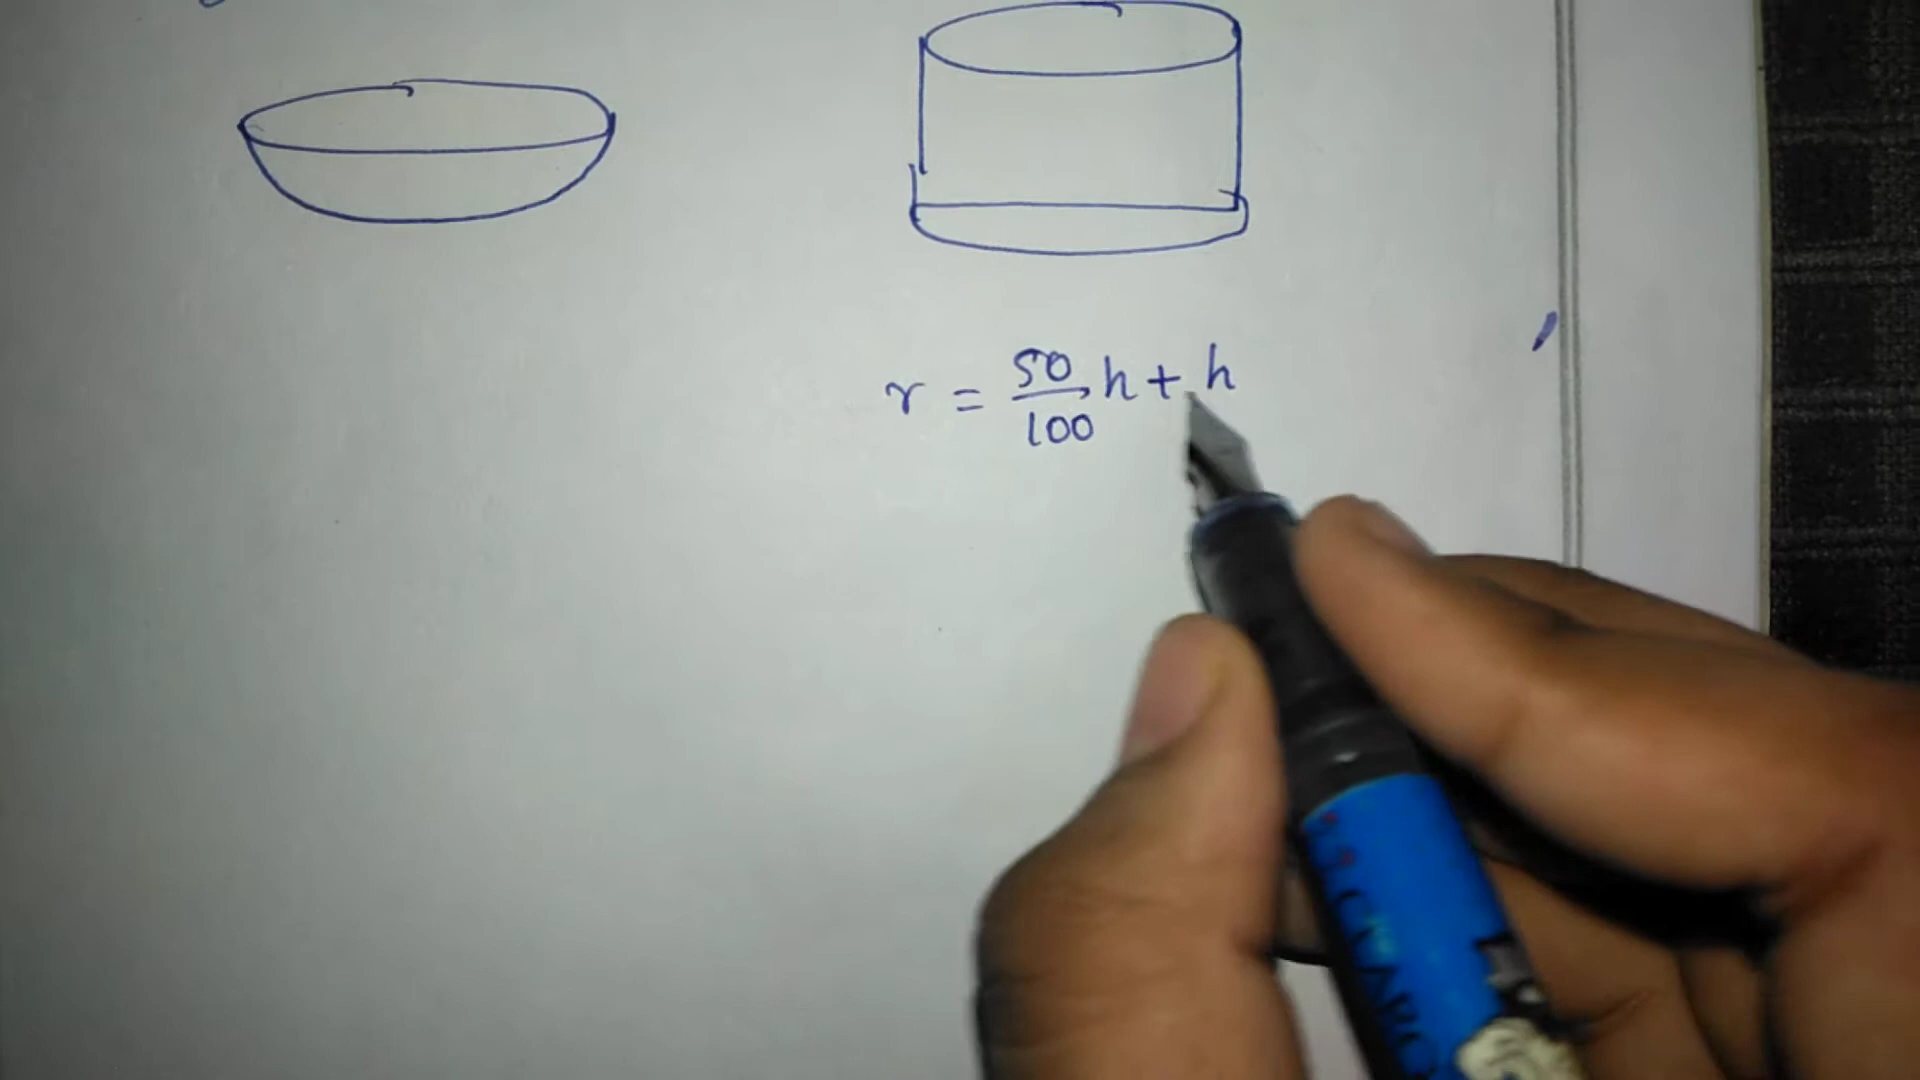 r = 50/100 h + h